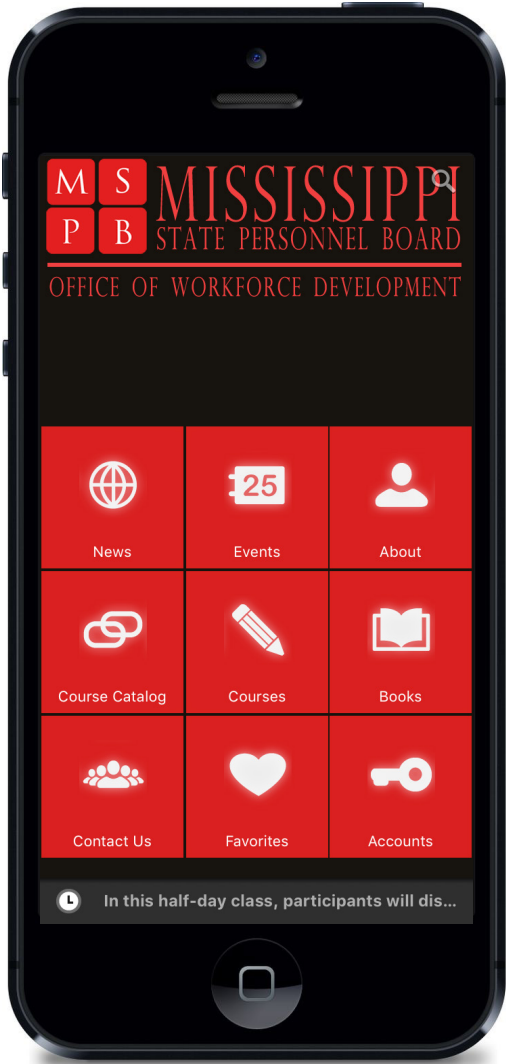 M S
P B
MISSISSIPPI
STATE PERSONNEL BOARD
OFFICE OF WORKFORCE DEVELOPMENT
News
25
Events
About
Course Catalog
Courses
Books
Contact Us
Favorites
Accounts
In this half-day class, participants will dis...